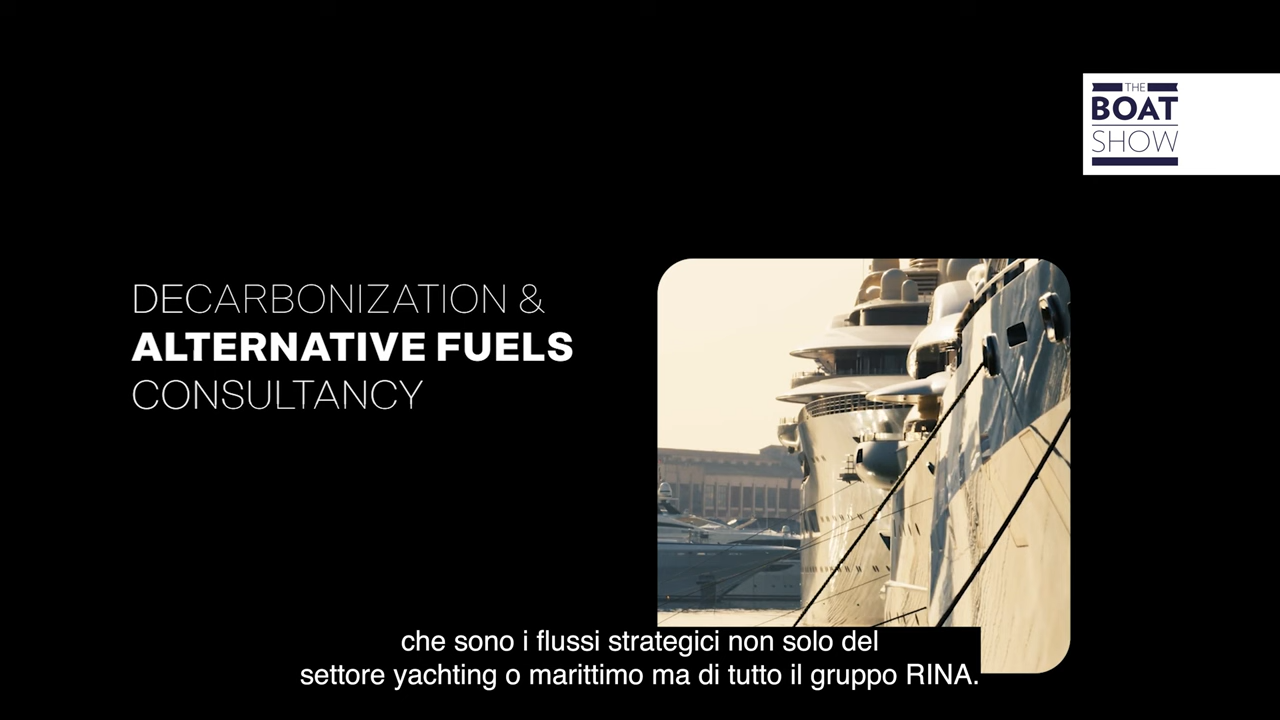 THE
BOAT
SHOW
DECARBONIZATION &
ALTERNATIVE FUELS
CONSULTANCY
che sono i flussi strategici non solo del
settore yachting o marittimo ma di tutto il gruppo RINA.